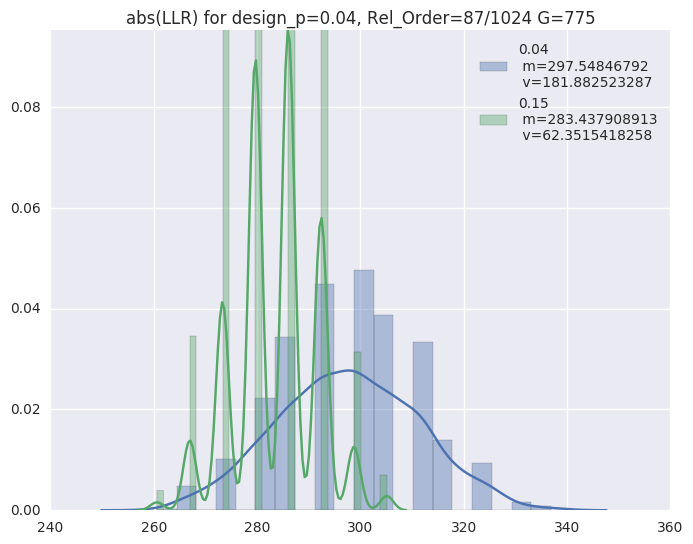 abs(LLR) for design_p=0.04, Rel_Order=87/1024 G=775
0.04
m=297.54846792
v=181.882523287
0.15
m=283.437908913
v=62.3515418258
0.08
0.06
0.04
0.02
0.00
240 260 280 300 320 340 360